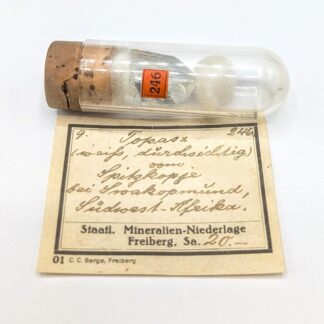 246
9. Topas 246.
(weiß, durchsichtig)
vom
Spitzkopje
bei Swakopmund,
Südwest-Afrika.
Staatl. Mineralien-Niederlage
Freiberg, Sa. 20.—
01 C. C. Berge, Freiberg